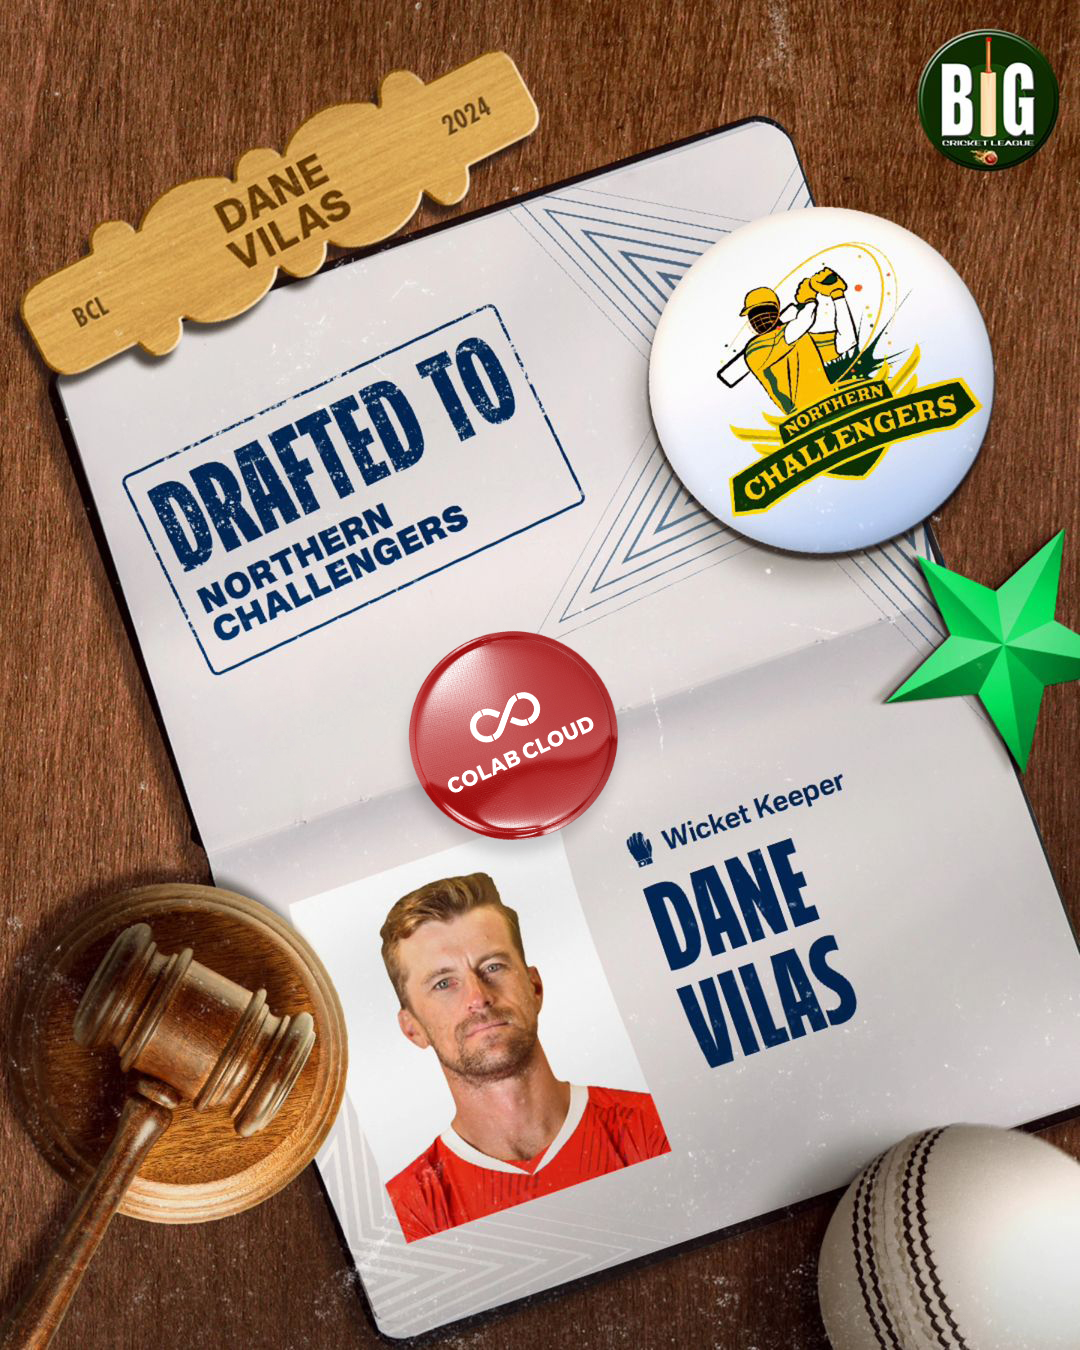 BIG
CRICKET LEAGUE
DANE
VILAS
BCL
2024
DRAFTED TO
NORTHERN
CHALLENGERS
NORTHERN
CHALLENGERS
COLAB CLOUD
Wicket Keeper
DANE
VILAS